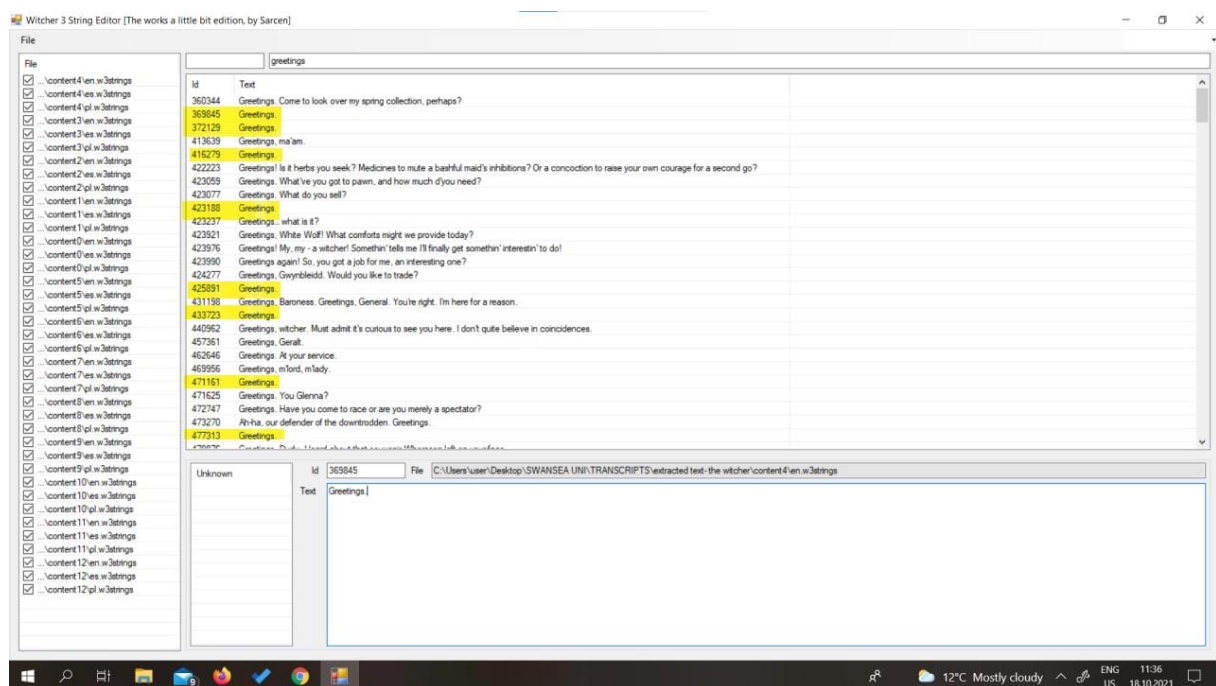 Witcher 3 String Editor [The works a little bit edition, by Sarcen]
File
File
...\content4\en.w3strings
...\content4\es.w3strings
...\content4\pl.w3strings
...\content3\en.w3strings
...\content3\es.w3strings
...\content3\pl.w3strings
...\content2\en.w3strings
...\content2\es.w3strings
...\content2\pl.w3strings
...\content1\en.w3strings
...\content1\es.w3strings
...\content1\pl.w3strings
...\content0\en.w3strings
...\content0\es.w3strings
...\content0\pl.w3strings
...\content5\en.w3strings
...\content5\es.w3strings
...\content5\pl.w3strings
...\content6\en.w3strings
...\content6\es.w3strings
...\content6\pl.w3strings
...\content7\en.w3strings
...\content7\es.w3strings
...\content7\pl.w3strings
...\content8\en.w3strings
...\content8\es.w3strings
...\content8\pl.w3strings
...\content9\en.w3strings
...\content9\es.w3strings
...\content9\pl.w3strings
...\content10\en.w3strings
...\content10\es.w3strings
...\content10\pl.w3strings
...\content11\en.w3strings
...\content11\es.w3strings
...\content11\pl.w3strings
...\content12\en.w3strings
...\content12\es.w3strings
...\content12\pl.w3strings
greetings
Id Text
360344 Greetings. Come to look over my spring collection, perhaps?
369845 Greetings.
372129 Greetings.
413639 Greetings, ma'am.
416279 Greetings.
422223 Greetings! Is it herbs you seek? Medicines to mute a bashful maid's inhibitions? Or a concoction to raise your own courage for a second go?
423059 Greetings. What've you got to pawn, and how much d'you need?
423077 Greetings. What do you sell?
423188 Greetings.
423237 Greetings... what is it?
423921 Greetings, White Wolf! What comforts might we provide today?
423976 Greetings! My, my - a witcher! Somethin' tells me I'll finally get somethin' interestin' to do!
423990 Greetings again! So, you got a job for me, an interesting one?
424277 Greetings, Gwynbleidd. Would you like to trade?
425891 Greetings.
431198 Greetings, Baroness. Greetings, General. You're right. I'm here for a reason.
433723 Greetings.
440962 Greetings, witcher. Must admit it's curious to see you here. I don't quite believe in coincidences.
457361 Greetings, Geralt.
462646 Greetings. At your service.
469956 Greetings, m'lord, m'lady.
471161 Greetings.
471625 Greetings. You Glenna?
472747 Greetings. Have you come to race or are you merely a spectator?
473270 Ah-ha, our defender of the downtrodden. Greetings.
477313 Greetings.
Unknown
Id 369845 File C:\Users\user\Desktop\SWANSEA UNI\TRANSCRIPTS\extracted text- the witcher\content4\en.w3strings
Text Greetings.
9
12°C Mostly cloudy
ENG
US
11:36
18.10.2021